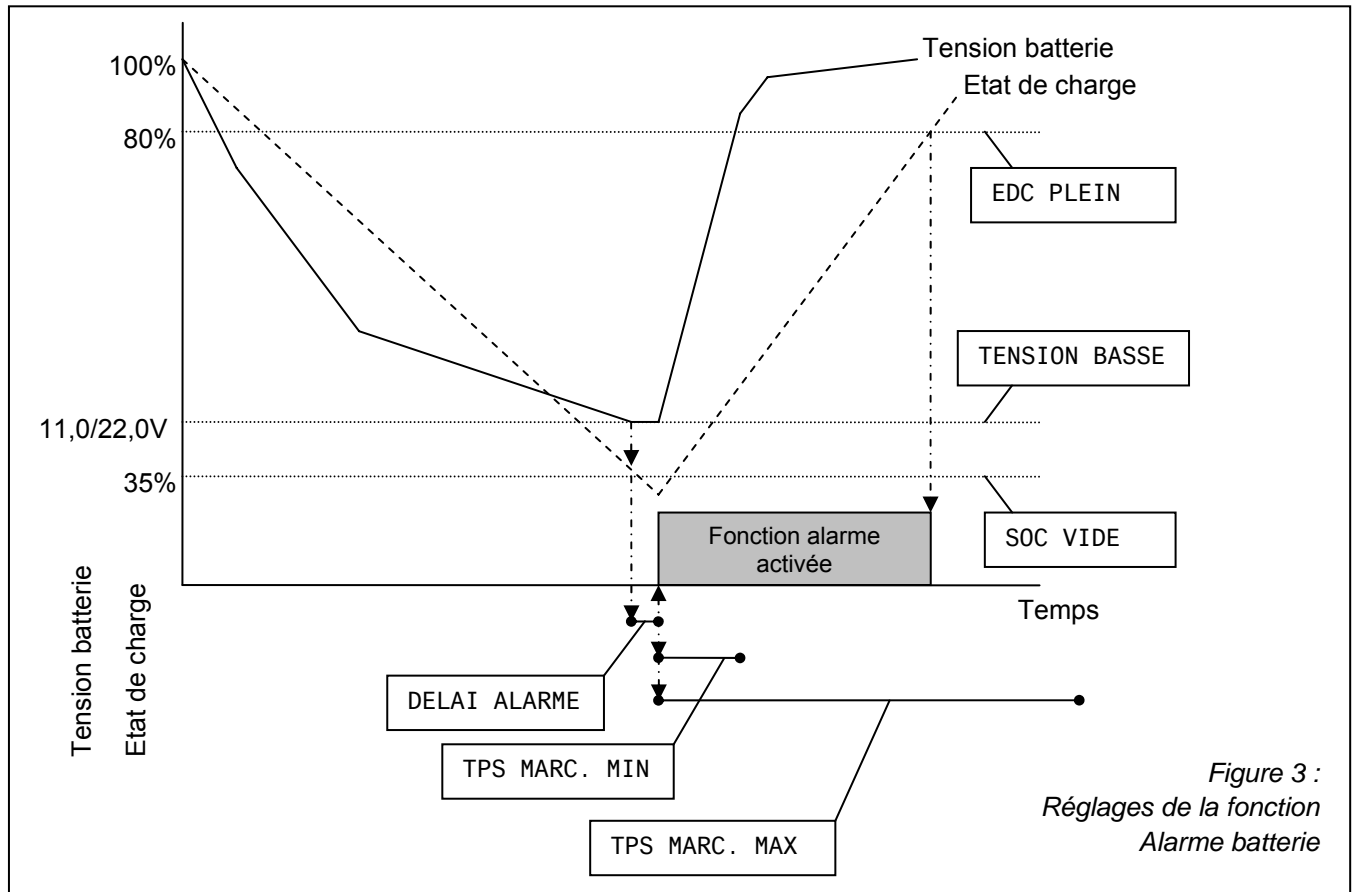 Tension batterie
Etat de charge
100%
80%
EDC PLEIN
TENSION BASSE
11,0/22,0V
35%
SOC VIDE
Fonction alarme
activée
Temps
Tension batterie
Etat de charge
DELAI ALARME
TPS MARC. MIN
TPS MARC. MAX
Figure 3 :
Réglages de la fonction
Alarme batterie